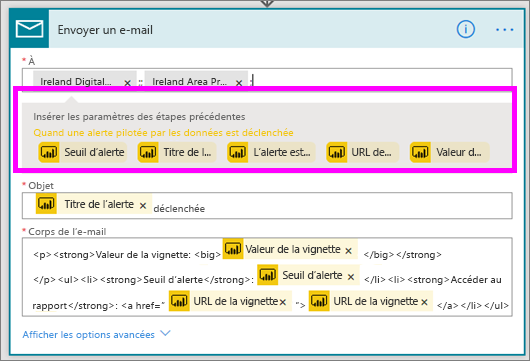 Envoyer un e-mail
* À
Ireland Digital... × ; Ireland Area Pr... × ;
Insérer les paramètres des étapes précédentes
Quand une alerte pilotée par les données est déclenchée
Seuil d'alerte Titre de l... L'alerte est... URL de... Valeur d...
* Objet
Titre de l'alerte × déclenchée
* Corps de l'e-mail
<p><strong>Valeur de la vignette: <big> Valeur de la vignette × </big></strong>
</p><ul><li><strong>Seuil d'alerte</strong>: Seuil d'alerte × </li><li><strong>Accéder au
rapport</strong>: <a href=" URL de la vignette × "> URL de la vignette × </a></li></ul>
Afficher les options avancées